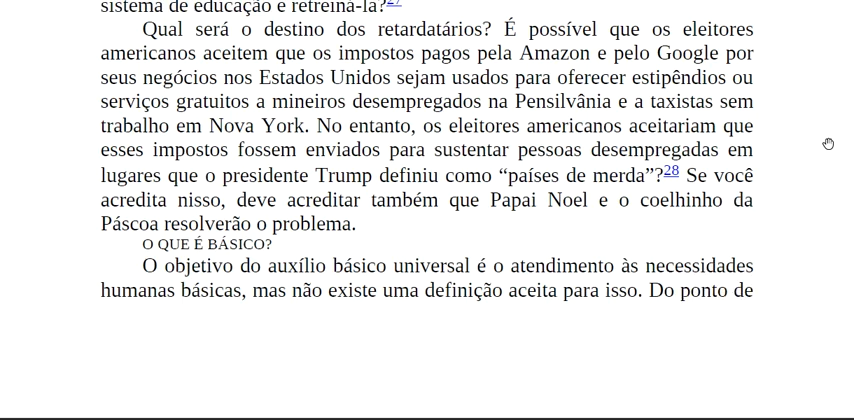 sistema de educação e retreiná-la?27
Qual será o destino dos retardatários? É possível que os eleitores
americanos aceitem que os impostos pagos pela Amazon e pelo Google por
seus negócios nos Estados Unidos sejam usados para oferecer estipêndios ou
serviços gratuitos a mineiros desempregados na Pensilvânia e a taxistas sem
trabalho em Nova York. No entanto, os eleitores americanos aceitariam que
esses impostos fossem enviados para sustentar pessoas desempregadas em
lugares que o presidente Trump definiu como “países de merda”?28 Se você
acredita nisso, deve acreditar também que Papai Noel e o coelhinho da
Páscoa resolverão o problema.
O QUE É BÁSICO?
O objetivo do auxílio básico universal é o atendimento às necessidades
humanas básicas, mas não existe uma definição aceita para isso. Do ponto de